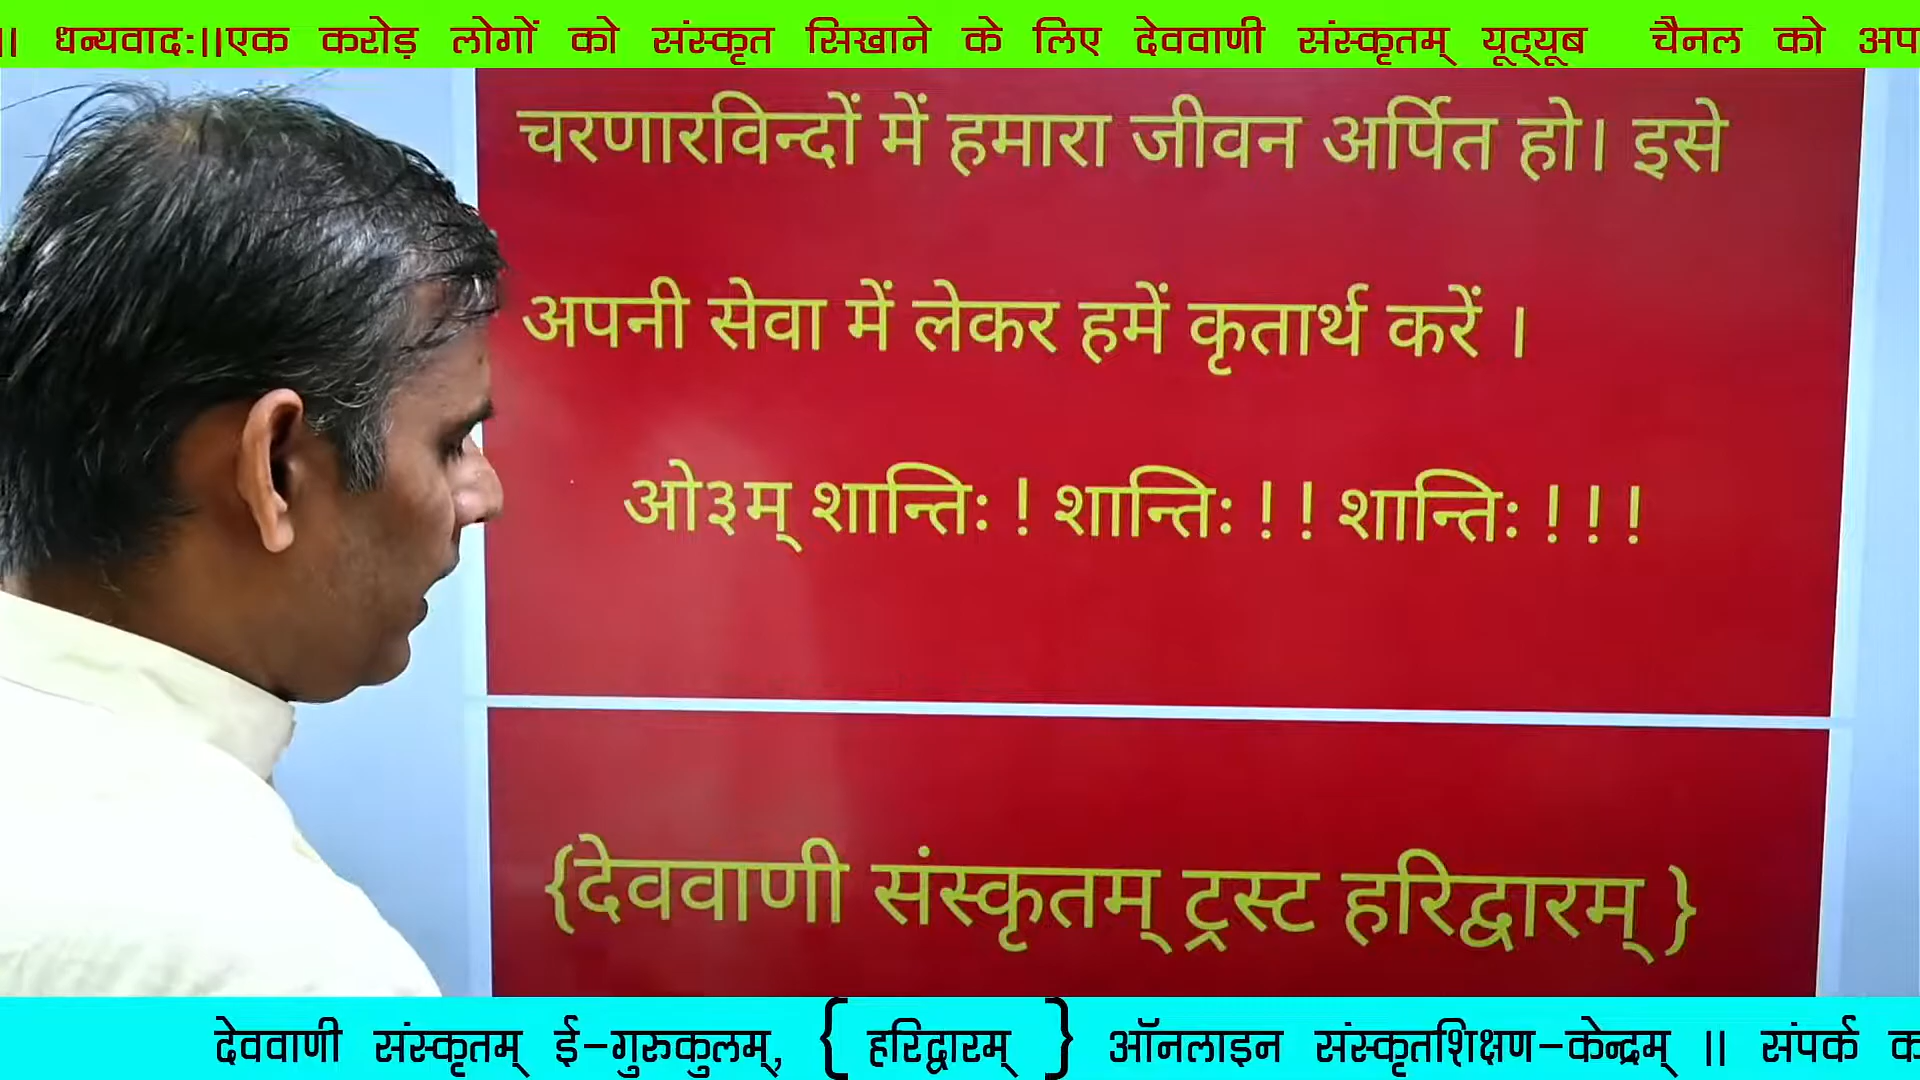 ॥ धन्यवादः॥एक करोड़ लोगों को संस्कृत सिखाने के लिए देववाणी संस्कृतम् यूट्यूब चैनल को
चरणारविन्दों में हमारा जीवन अर्पित हो। इसे
अपनी सेवा में लेकर हमें कृतार्थ करें ।
ओ३म् शान्तिः ! शान्तिः ! ! शान्तिः ! ! !
{देववाणी संस्कृतम् ट्रस्ट हरिद्वारम् }
देववाणी संस्कृतम् ई-गुरुकुलम्, { हरिद्वारम् } ऑनलाइन संस्कृतशिक्षण-केन्द्रम् ॥ संपर्क